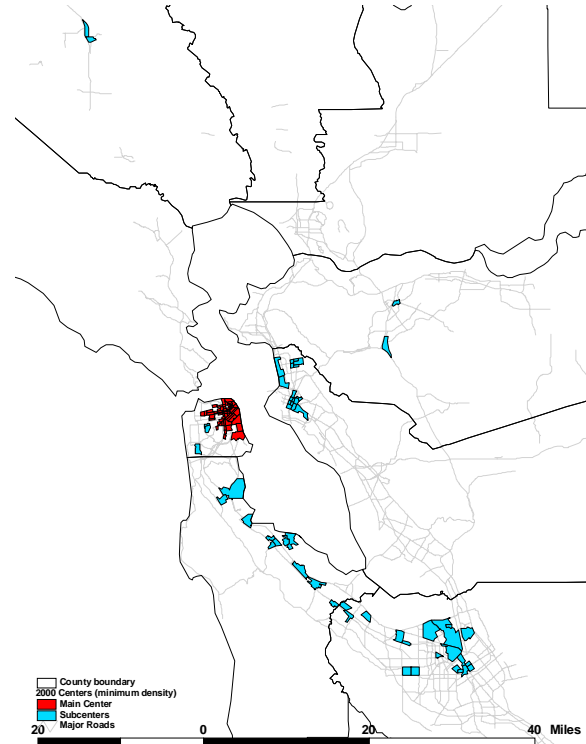 County boundary
2000 Centers (minimum density)
Main Center
Subcenters
Major Roads
20 0 20 40 Miles